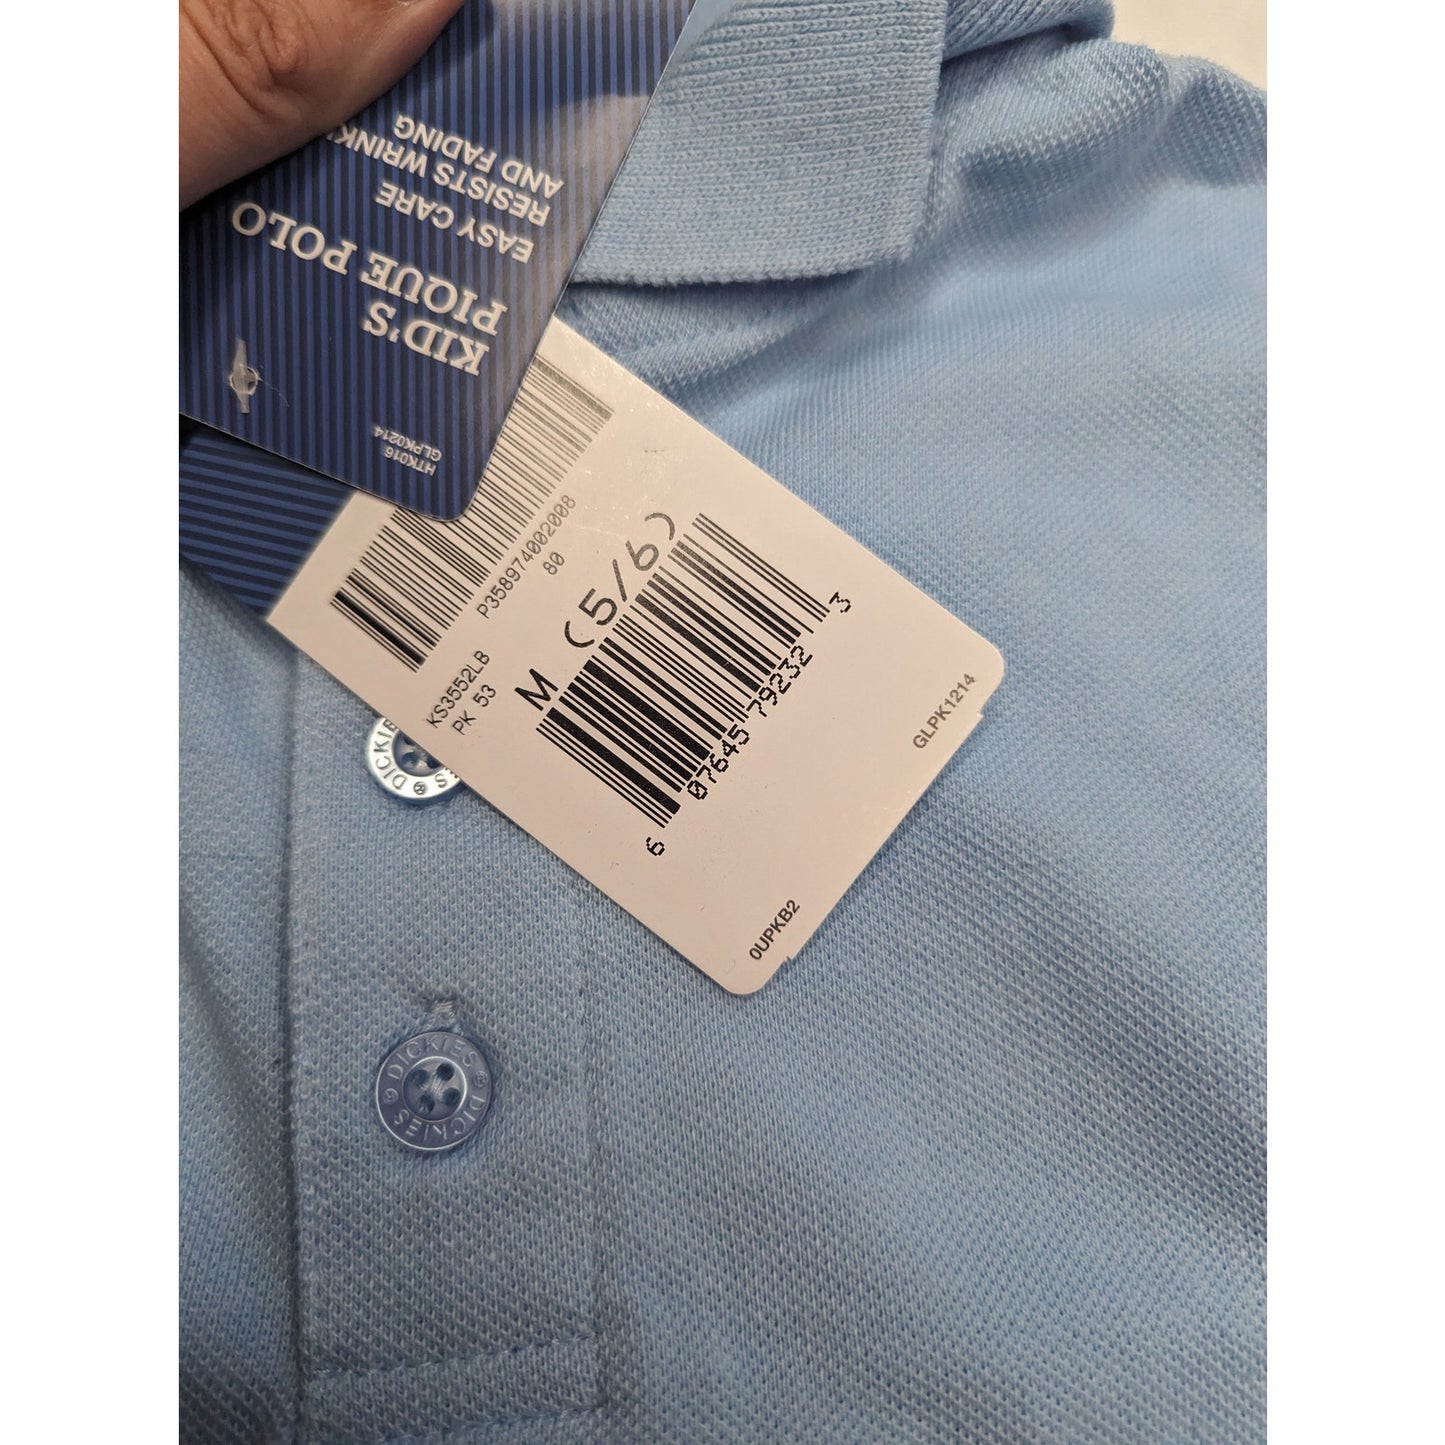 KID'S
PIQUE POLO
EASY CARE
RESISTS WRINKL
AND FADING
HTK016
GLPK0214
P358974002008
80
KS3552LB
PK 53
M (5/6)
6 07645 79232 3
GLPK1214
0UPKB2
DICKIES
DICKIES DICKIES